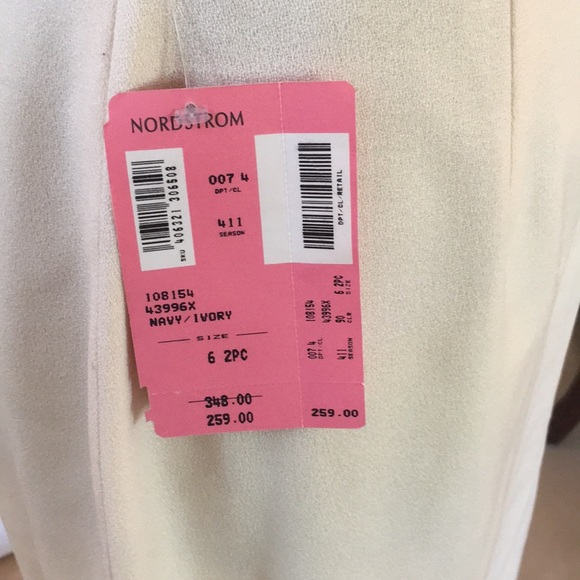 NORDSTROM
SKU 406321 306508
007 4
DPT/CL
411
SEASON
DPT/CL/RETAIL
108154
43996X
NAVY/IVORY
SIZE
6 2PC
348.00
259.00
007 4
DPT/CL
411
SEASON
108154
43996X
90
CLR
6 2PC
SIZE
259.00